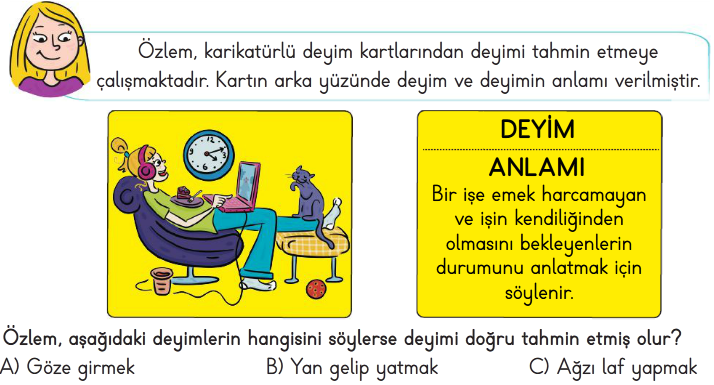 Özlem, karikatürlü deyim kartlarından deyimi tahmin etmeye
çalışmaktadır. Kartın arka yüzünde deyim ve deyimin anlamı verilmiştir.
12
3
DEYİM
ANLAMI
Bir işe emek harcamayan
ve işin kendiliğinden
olmasını bekleyenlerin
durumunu anlatmak için
söylenir.
Özlem, aşağıdaki deyimlerin hangisini söylerse deyimi doğru tahmin etmiş olur?
A) Göze girmek B) Yan gelip yatmak C) Ağzı laf yapmak